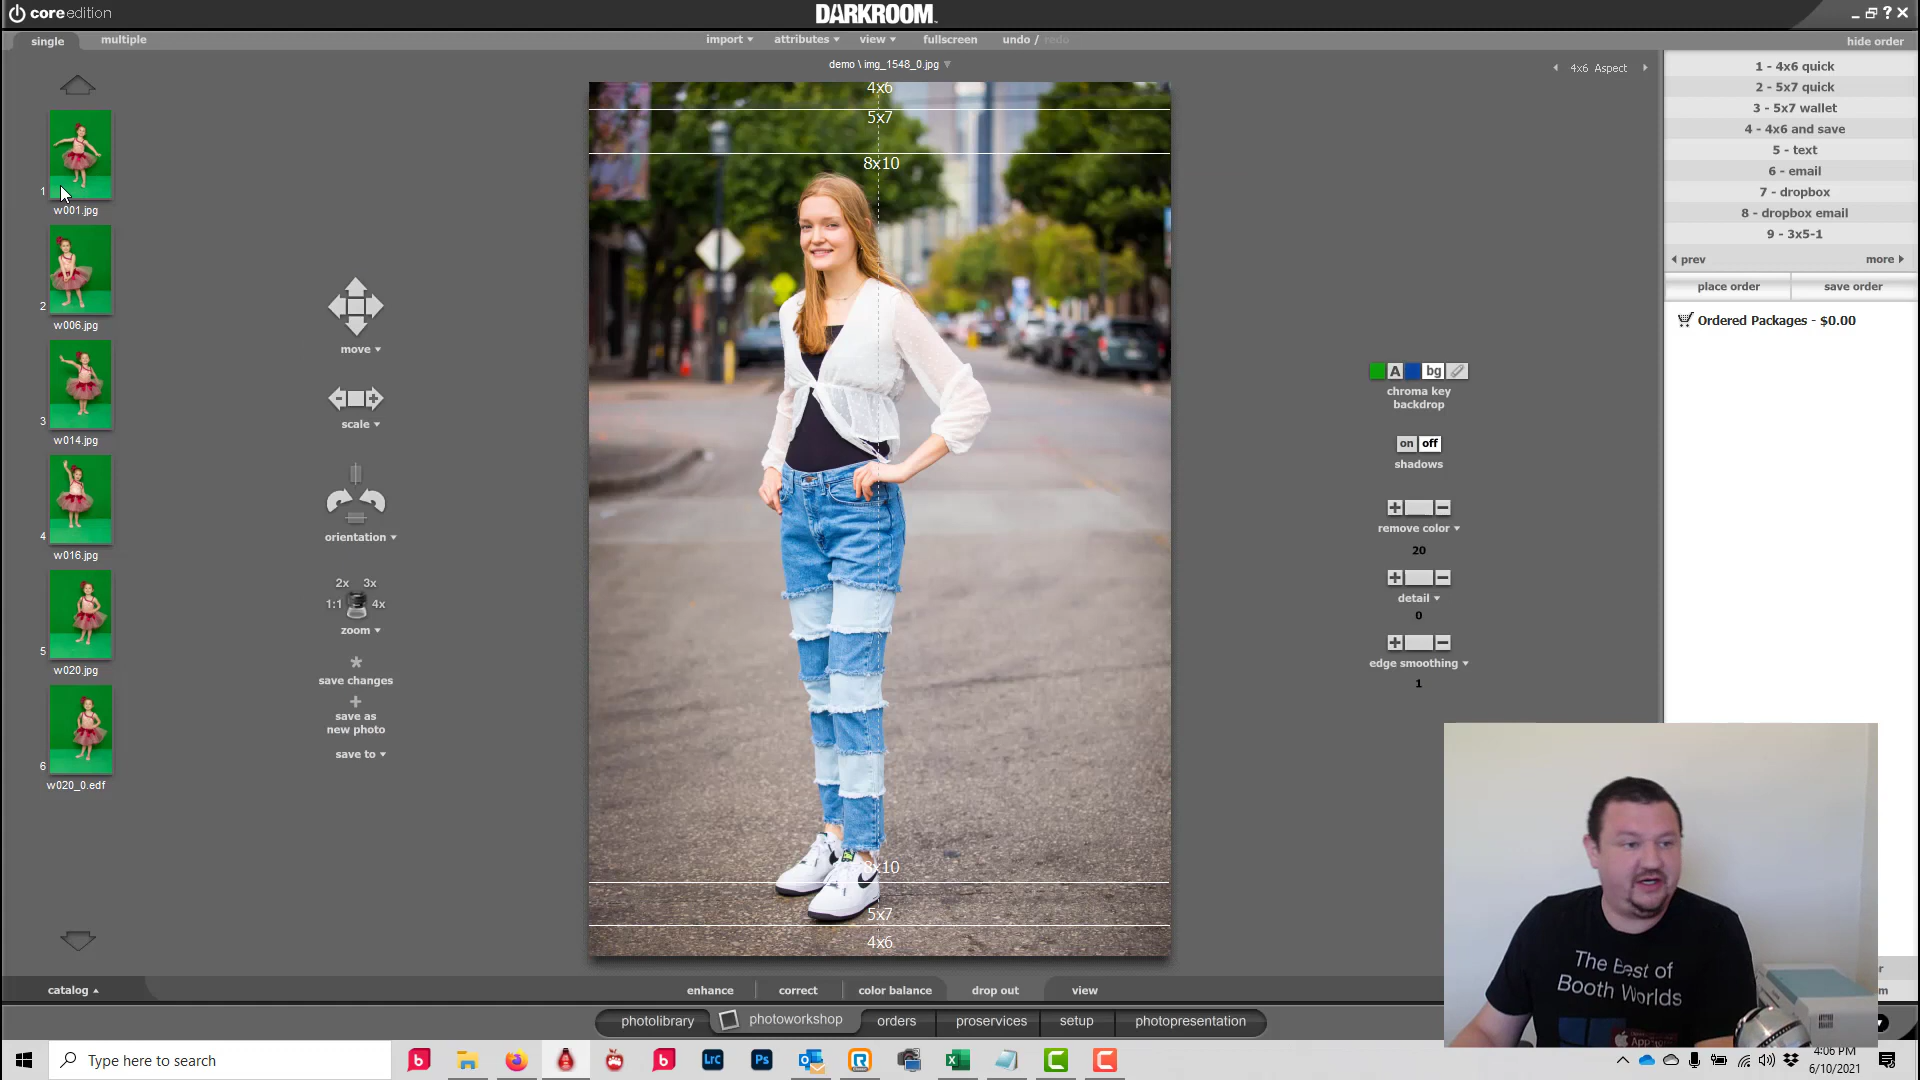 core edition
DARKROOM
single
multiple
import
attributes
view
fullscreen
undo / redo
hide order
demo \ img_1548_0.jpg
4x6 Aspect
4x6
5x7
8x10
8x10
5x7
4x6
1
w001.jpg
2
w006.jpg
3
w014.jpg
4
w016.jpg
5
w020.jpg
6
w020_0.edf
move
scale
orientation
2x 3x
1:1 4x
zoom
save changes
save as
new photo
save to
A bg
chroma key
backdrop
on off
shadows
remove color
20
detail
0
edge smoothing
1
1 - 4x6 quick
2 - 5x7 quick
3 - 5x7 wallet
4 - 4x6 and save
5 - text
6 - email
7 - dropbox
8 - dropbox email
9 - 3x5-1
prev
more
place order
save order
Ordered Packages - $0.00
The Best of
Booth Worlds
catalog
enhance
correct
color balance
drop out
view
photolibrary
photoworkshop
orders
proservices
setup
photopresentation
Type here to search
LrC
Ps
4:06 PM
6/10/2021